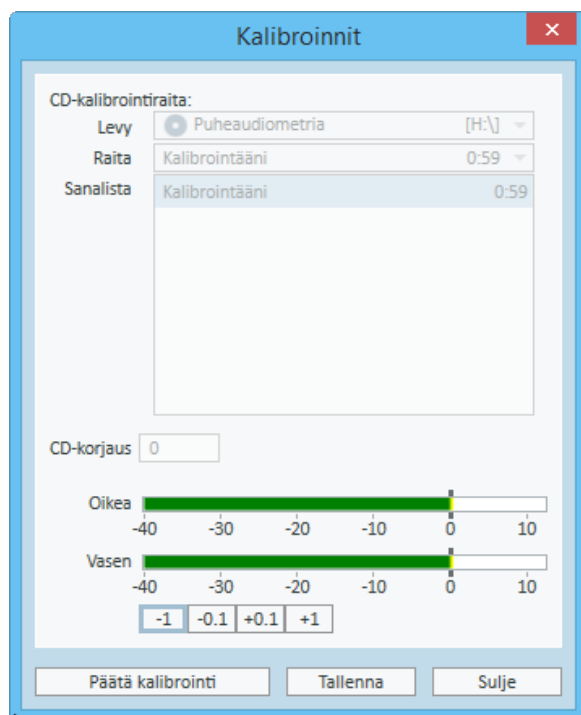 Kalibroinnit
CD-kalibrointiraita:
Levy Puheaudiometria [H:\]
Raita Kalibrointääni 0:59
Sanalista Kalibrointääni 0:59
CD-korjaus 0
Oikea
-40 -30 -20 -10 0 10
Vasen
-40 -30 -20 -10 0 10
-1 -0.1 +0.1 +1
Päätä kalibrointi Tallenna Sulje